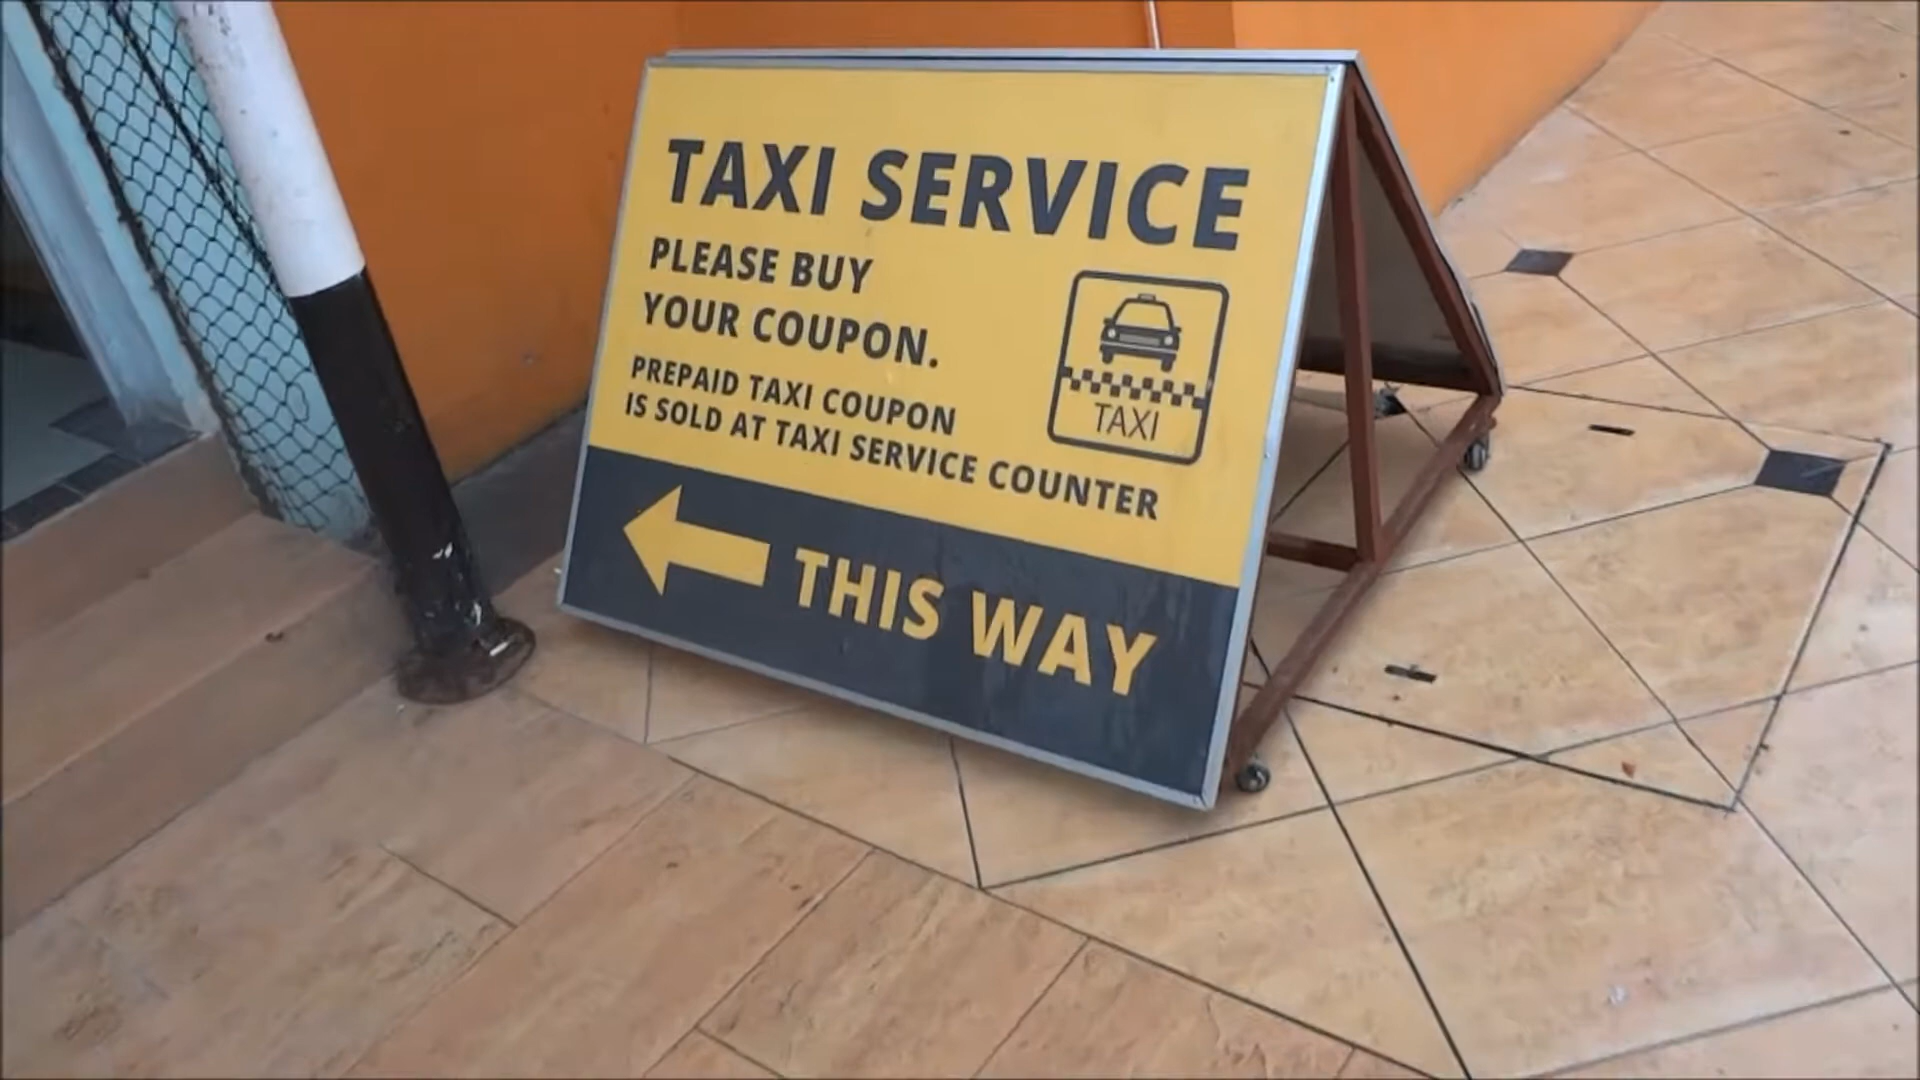 TAXI SERVICE
PLEASE BUY
YOUR COUPON.
PREPAID TAXI COUPON
IS SOLD AT TAXI SERVICE COUNTER
TAXI
THIS WAY